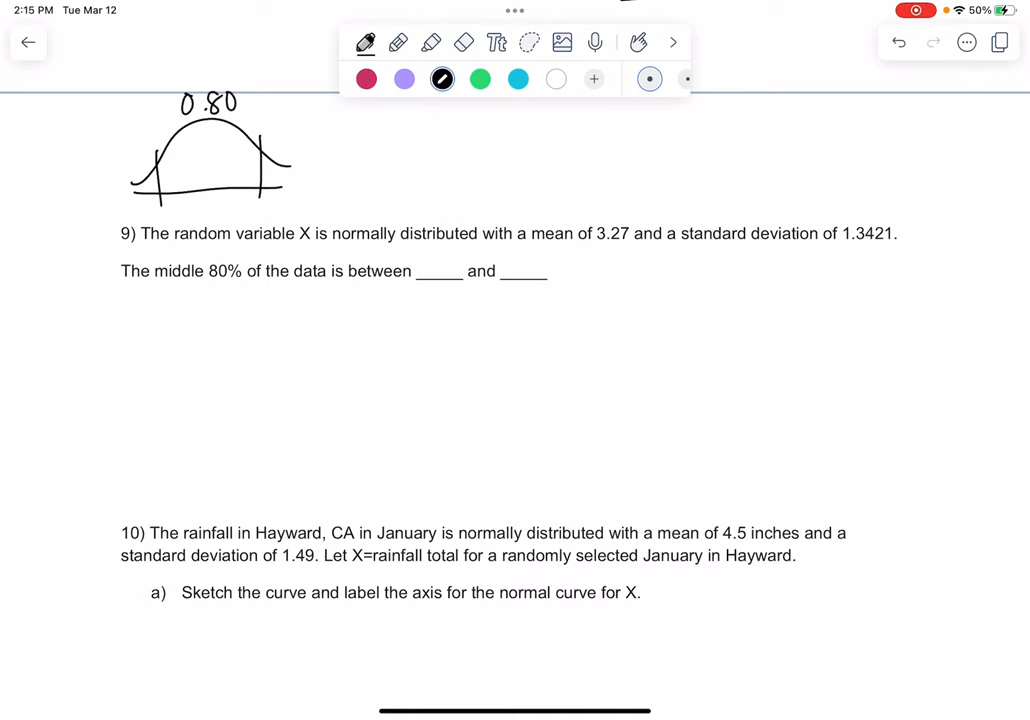 2:15 PM Tue Mar 12
50%
Tt
0.80
9) The random variable X is normally distributed with a mean of 3.27 and a standard deviation of 1.3421.
The middle 80% of the data is between _____ and _____
10) The rainfall in Hayward, CA in January is normally distributed with a mean of 4.5 inches and a
standard deviation of 1.49. Let X=rainfall total for a randomly selected January in Hayward.
a) Sketch the curve and label the axis for the normal curve for X.